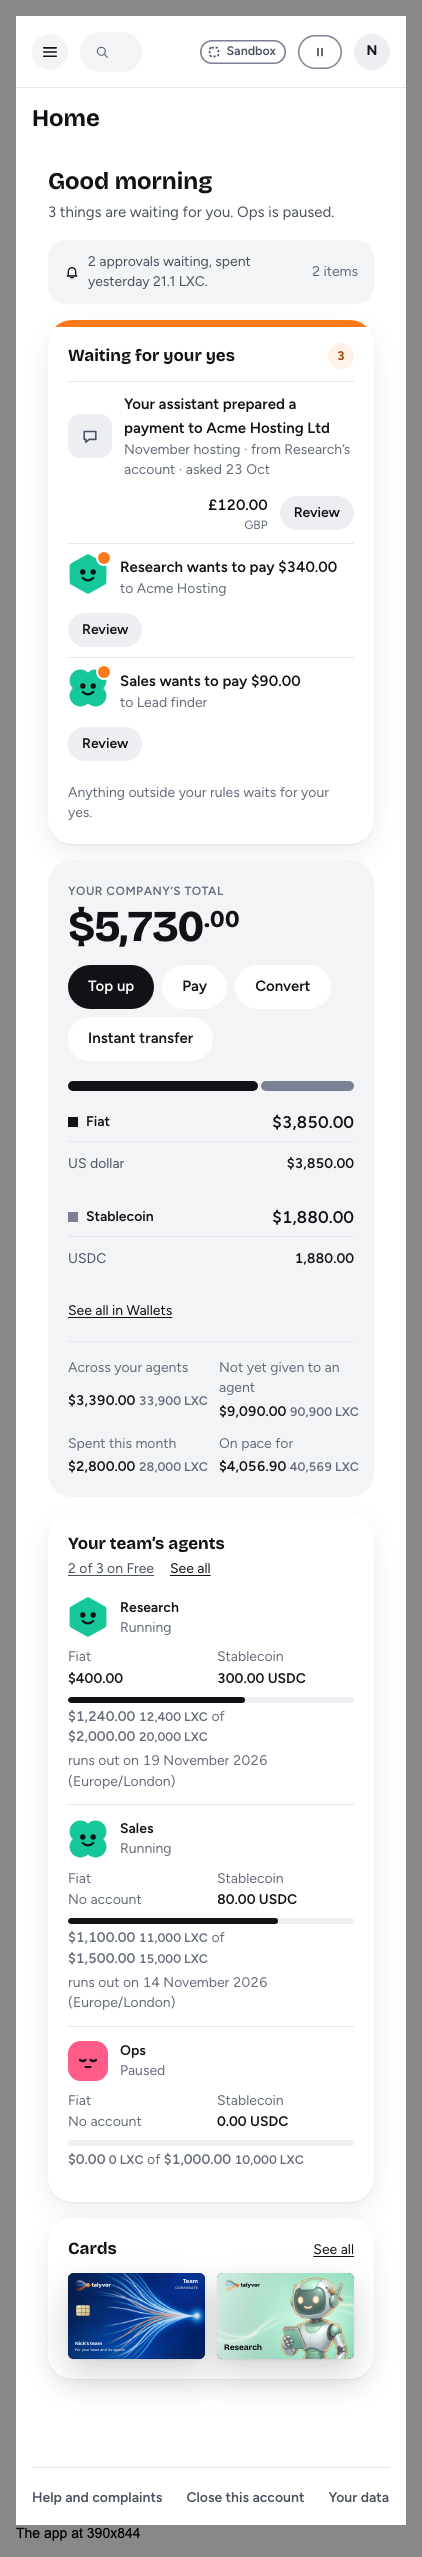 Sandbox
N
Home
Good morning
3 things are waiting for you. Ops is paused.
2 approvals waiting, spent
yesterday 21.1 LXC.
2 items
Waiting for your yes
3
Your assistant prepared a
payment to Acme Hosting Ltd
November hosting · from Research’s
account · asked 23 Oct
£120.00
GBP
Review
Research wants to pay $340.00
to Acme Hosting
Review
Sales wants to pay $90.00
to Lead finder
Review
Anything outside your rules waits for your
yes.
YOUR COMPANY’S TOTAL
$5,730.00
Top up
Pay
Convert
Instant transfer
Fiat
$3,850.00
US dollar
$3,850.00
Stablecoin
$1,880.00
USDC
1,880.00
See all in Wallets
Across your agents
$3,390.00 33,900 LXC
Not yet given to an
agent
$9,090.00 90,900 LXC
Spent this month
$2,800.00 28,000 LXC
On pace for
$4,056.90 40,569 LXC
Your team’s agents
2 of 3 on Free
See all
Research
Running
Fiat
$400.00
Stablecoin
300.00 USDC
$1,240.00 12,400 LXC of
$2,000.00 20,000 LXC
runs out on 19 November 2026
(Europe/London)
Sales
Running
Fiat
No account
Stablecoin
80.00 USDC
$1,100.00 11,000 LXC of
$1,500.00 15,000 LXC
runs out on 14 November 2026
(Europe/London)
Ops
Paused
Fiat
No account
Stablecoin
0.00 USDC
$0.00 0 LXC of $1,000.00 10,000 LXC
Cards
See all
talyvor
Team
CORPORATE
Nick's team
For your team and its agents
talyvor
Research
Help and complaints
Close this account
Your data
The app at 390x844